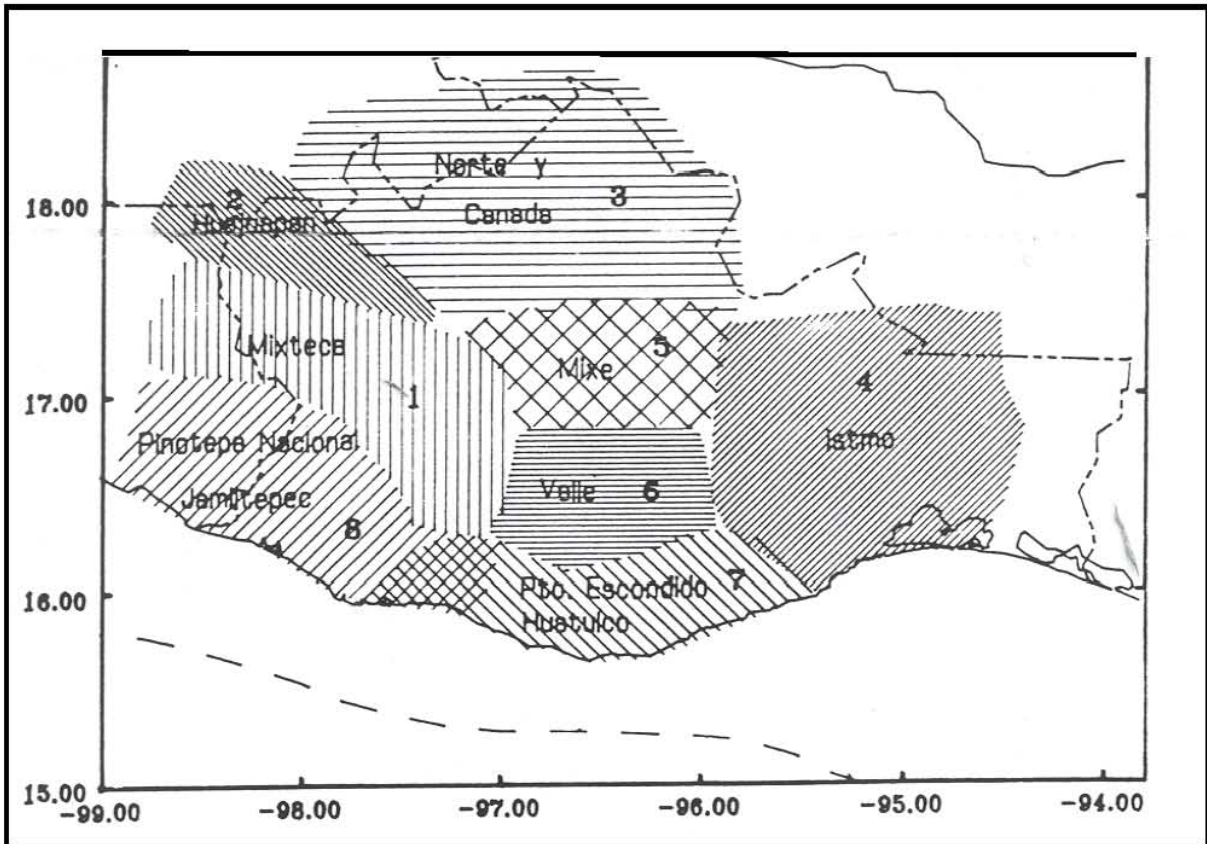 Norte y
3
Canada
18.00
2
Huajuapan
Mixteca
5
Mixe
4
17.00
1
Pinotepa Nacional
Istmo
Jamiltepec
Valle 6
8
16.00
Pto. Escondido
7
Huatulco
15.00
-99.00 -98.00 -97.00 -96.00 -95.00 -94.00